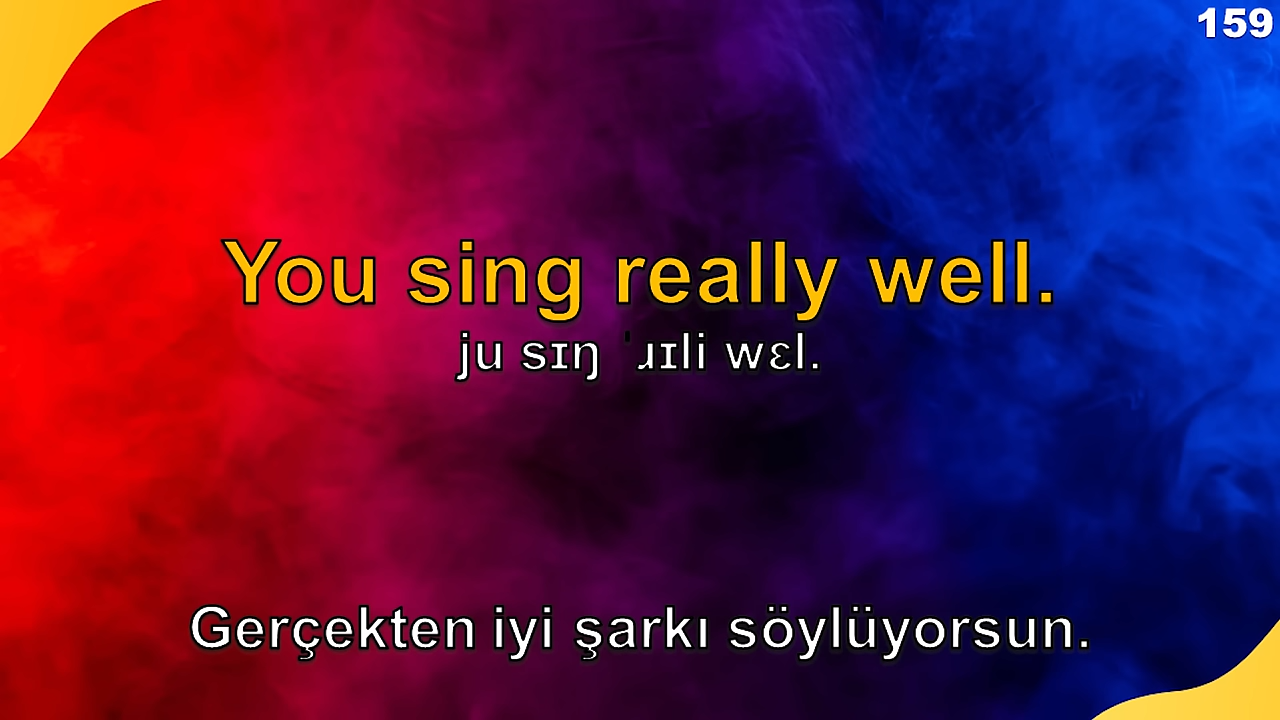 159
You sing really well.
ju sɪŋ ˈɹɪli wɛl.
Gerçekten iyi şarkı söylüyorsun.